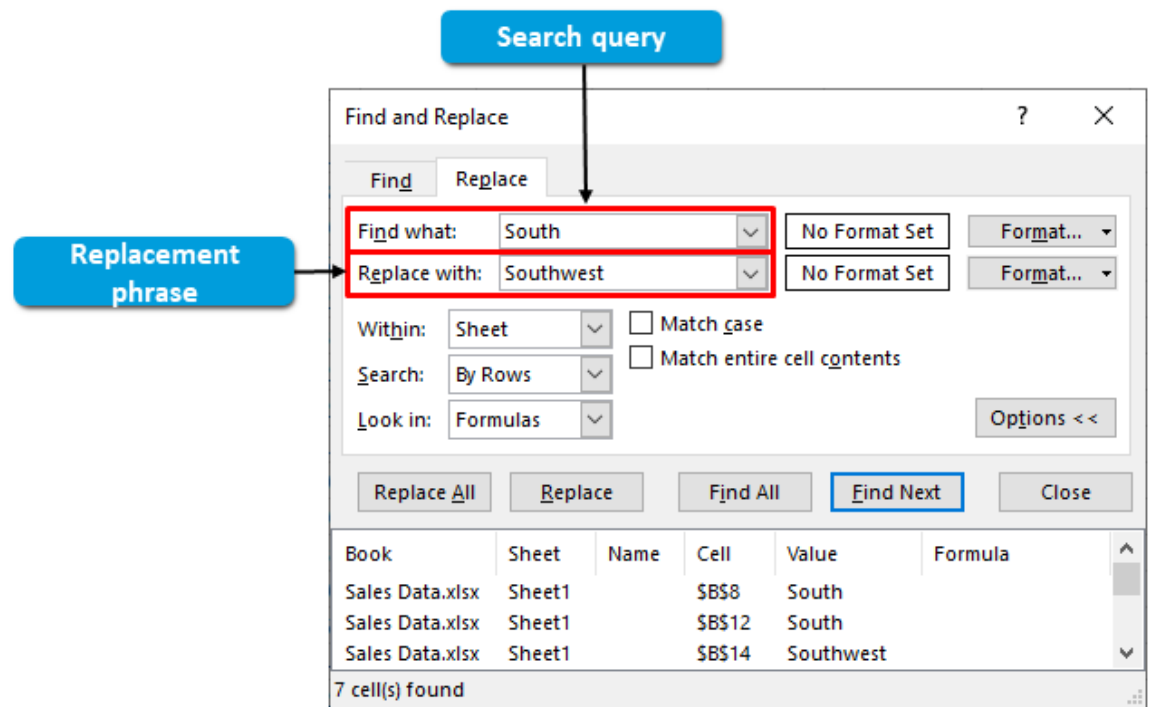 Search query
Find and Replace ?
Find Replace
Find what: South No Format Set Format...
Replacement
phrase
Replace with: Southwest No Format Set Format...
Within: Sheet Match case
Match entire cell contents
Search: By Rows
Look in: Formulas Options <<
Replace All Replace Find All Find Next Close
Book Sheet Name Cell Value Formula
Sales Data.xlsx Sheet1 $B$8 South
Sales Data.xlsx Sheet1 $B$12 South
Sales Data.xlsx Sheet1 $B$14 Southwest
7 cell(s) found